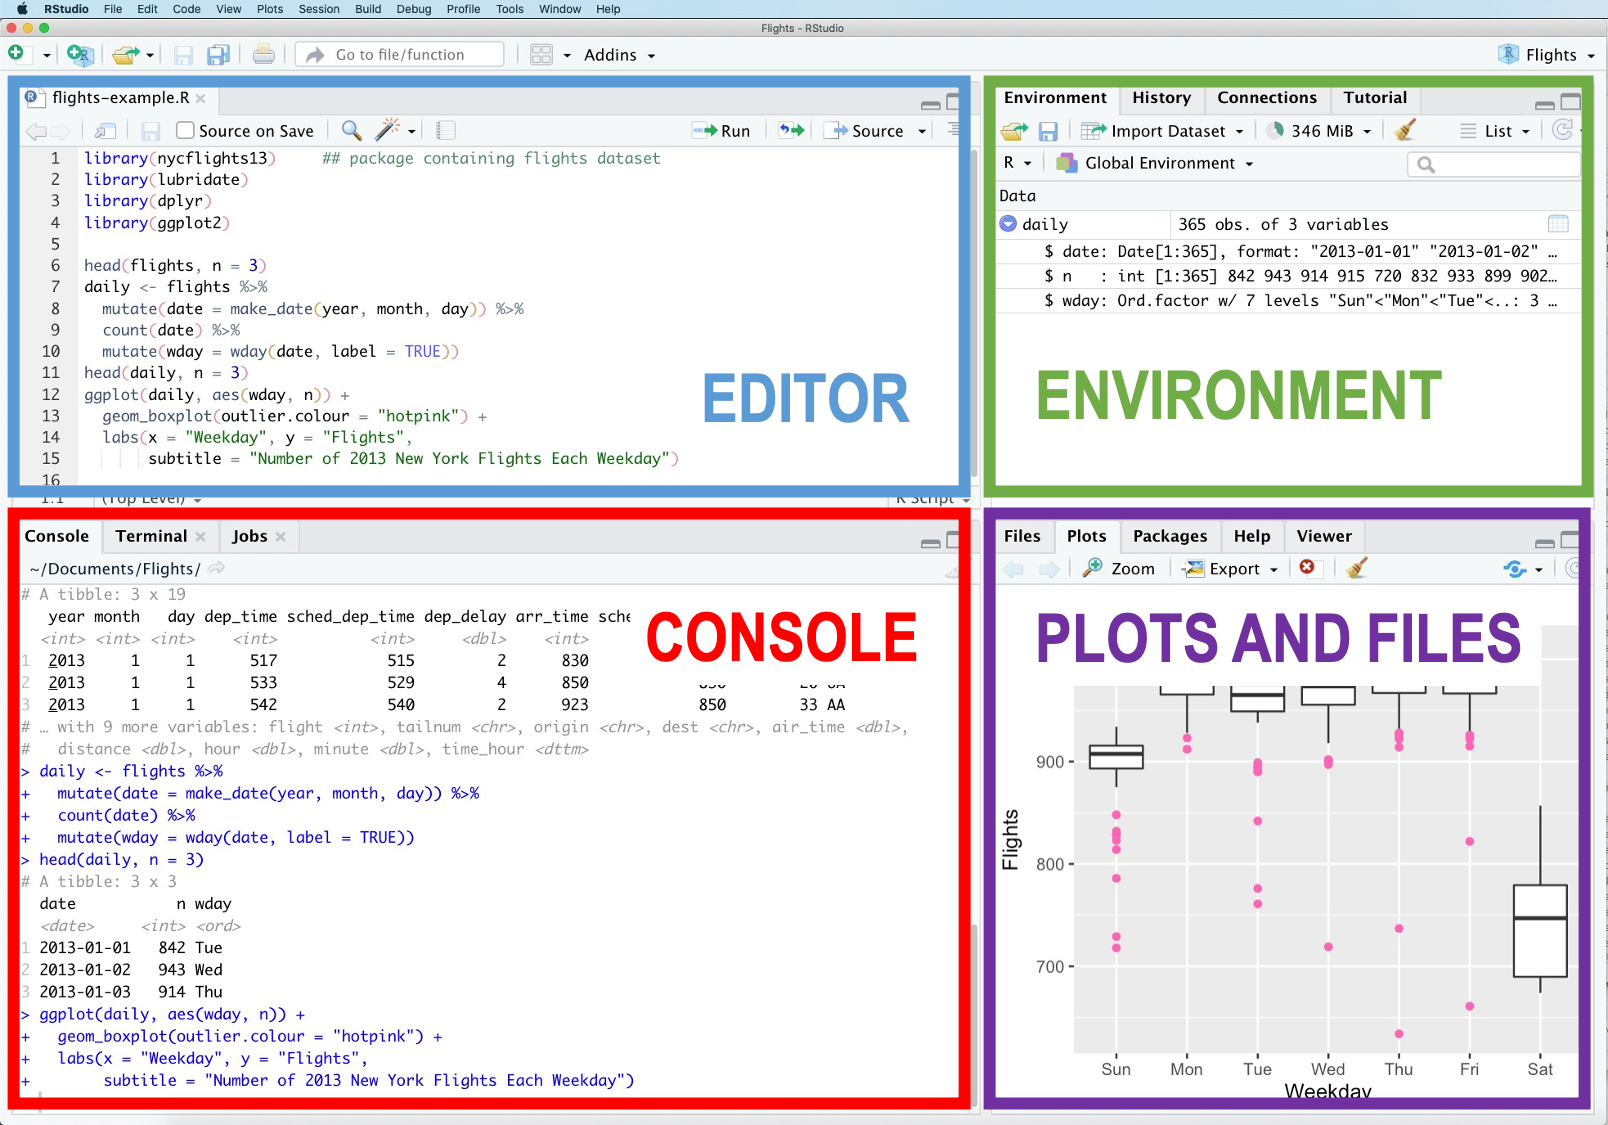 RStudio File Edit Code View Plots Session Build Debug Profile Tools Window Help
Flights - RStudio
Go to file/function Addins Flights
flights-example.R
Source on Save Run Source
1 library(nycflights13) ## package containing flights dataset
2 library(lubridate)
3 library(dplyr)
4 library(ggplot2)
5
6 head(flights, n = 3)
7 daily <- flights %>%
8 mutate(date = make_date(year, month, day)) %>%
9 count(date) %>%
10 mutate(wday = wday(date, label = TRUE))
11 head(daily, n = 3)
12 ggplot(daily, aes(wday, n)) +
13 geom_boxplot(outlier.colour = "hotpink") +
14 labs(x = "Weekday", y = "Flights",
15 subtitle = "Number of 2013 New York Flights Each Weekday")
16
1:1 (Top Level) R Script
EDITOR
Environment History Connections Tutorial
Import Dataset 346 MiB List
R Global Environment
Data
daily 365 obs. of 3 variables
$ date: Date[1:365], format: "2013-01-01" "2013-01-02" …
$ n : int [1:365] 842 943 914 915 720 832 933 899 902…
$ wday: Ord.factor w/ 7 levels "Sun"<"Mon"<"Tue"<..: 3 …
ENVIRONMENT
Console Terminal Jobs
~/Documents/Flights/
# A tibble: 3 x 19
year month day dep_time sched_dep_time dep_delay arr_time sche
<int> <int> <int> <int> <int> <dbl> <int>
1 2013 1 1 517 515 2 830
2 2013 1 1 533 529 4 850
3 2013 1 1 542 540 2 923 850 33 AA
# … with 9 more variables: flight <int>, tailnum <chr>, origin <chr>, dest <chr>, air_time <dbl>,
# distance <dbl>, hour <dbl>, minute <dbl>, time_hour <dttm>
> daily <- flights %>%
+ mutate(date = make_date(year, month, day)) %>%
+ count(date) %>%
+ mutate(wday = wday(date, label = TRUE))
> head(daily, n = 3)
# A tibble: 3 x 3
date n wday
<date> <int> <ord>
1 2013-01-01 842 Tue
2 2013-01-02 943 Wed
3 2013-01-03 914 Thu
> ggplot(daily, aes(wday, n)) +
+ geom_boxplot(outlier.colour = "hotpink") +
+ labs(x = "Weekday", y = "Flights",
+ subtitle = "Number of 2013 New York Flights Each Weekday")
CONSOLE
Files Plots Packages Help Viewer
Zoom Export
PLOTS AND FILES
900
800
700
Flights
Sun Mon Tue Wed Thu Fri Sat
Weekday